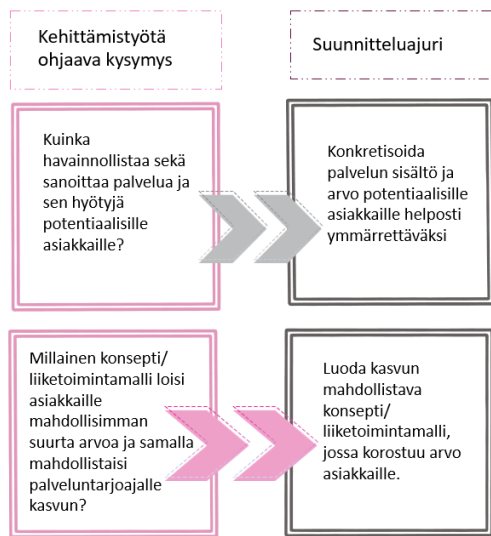 Kehittämistyötä
ohjaava kysymys
Suunnitteluajuri
Kuinka
havainnollistaa sekä
sanoittaa palvelua ja
sen hyötyjä
potentiaalisille
asiakkaille?
Konkretisoida
palvelun sisältö ja
arvo potentiaalisille
asiakkaille helposti
ymmärrettäväksi
Millainen konsepti/
liiketoimintamalli loisi
asiakkaille
mahdollisimman
suurta arvoa ja samalla
mahdollistaisi
palveluntarjoajalle
kasvun?
Luoda kasvun
mahdollistava
konsepti/
liiketoimintamalli,
jossa korostuu arvo
asiakkaille.